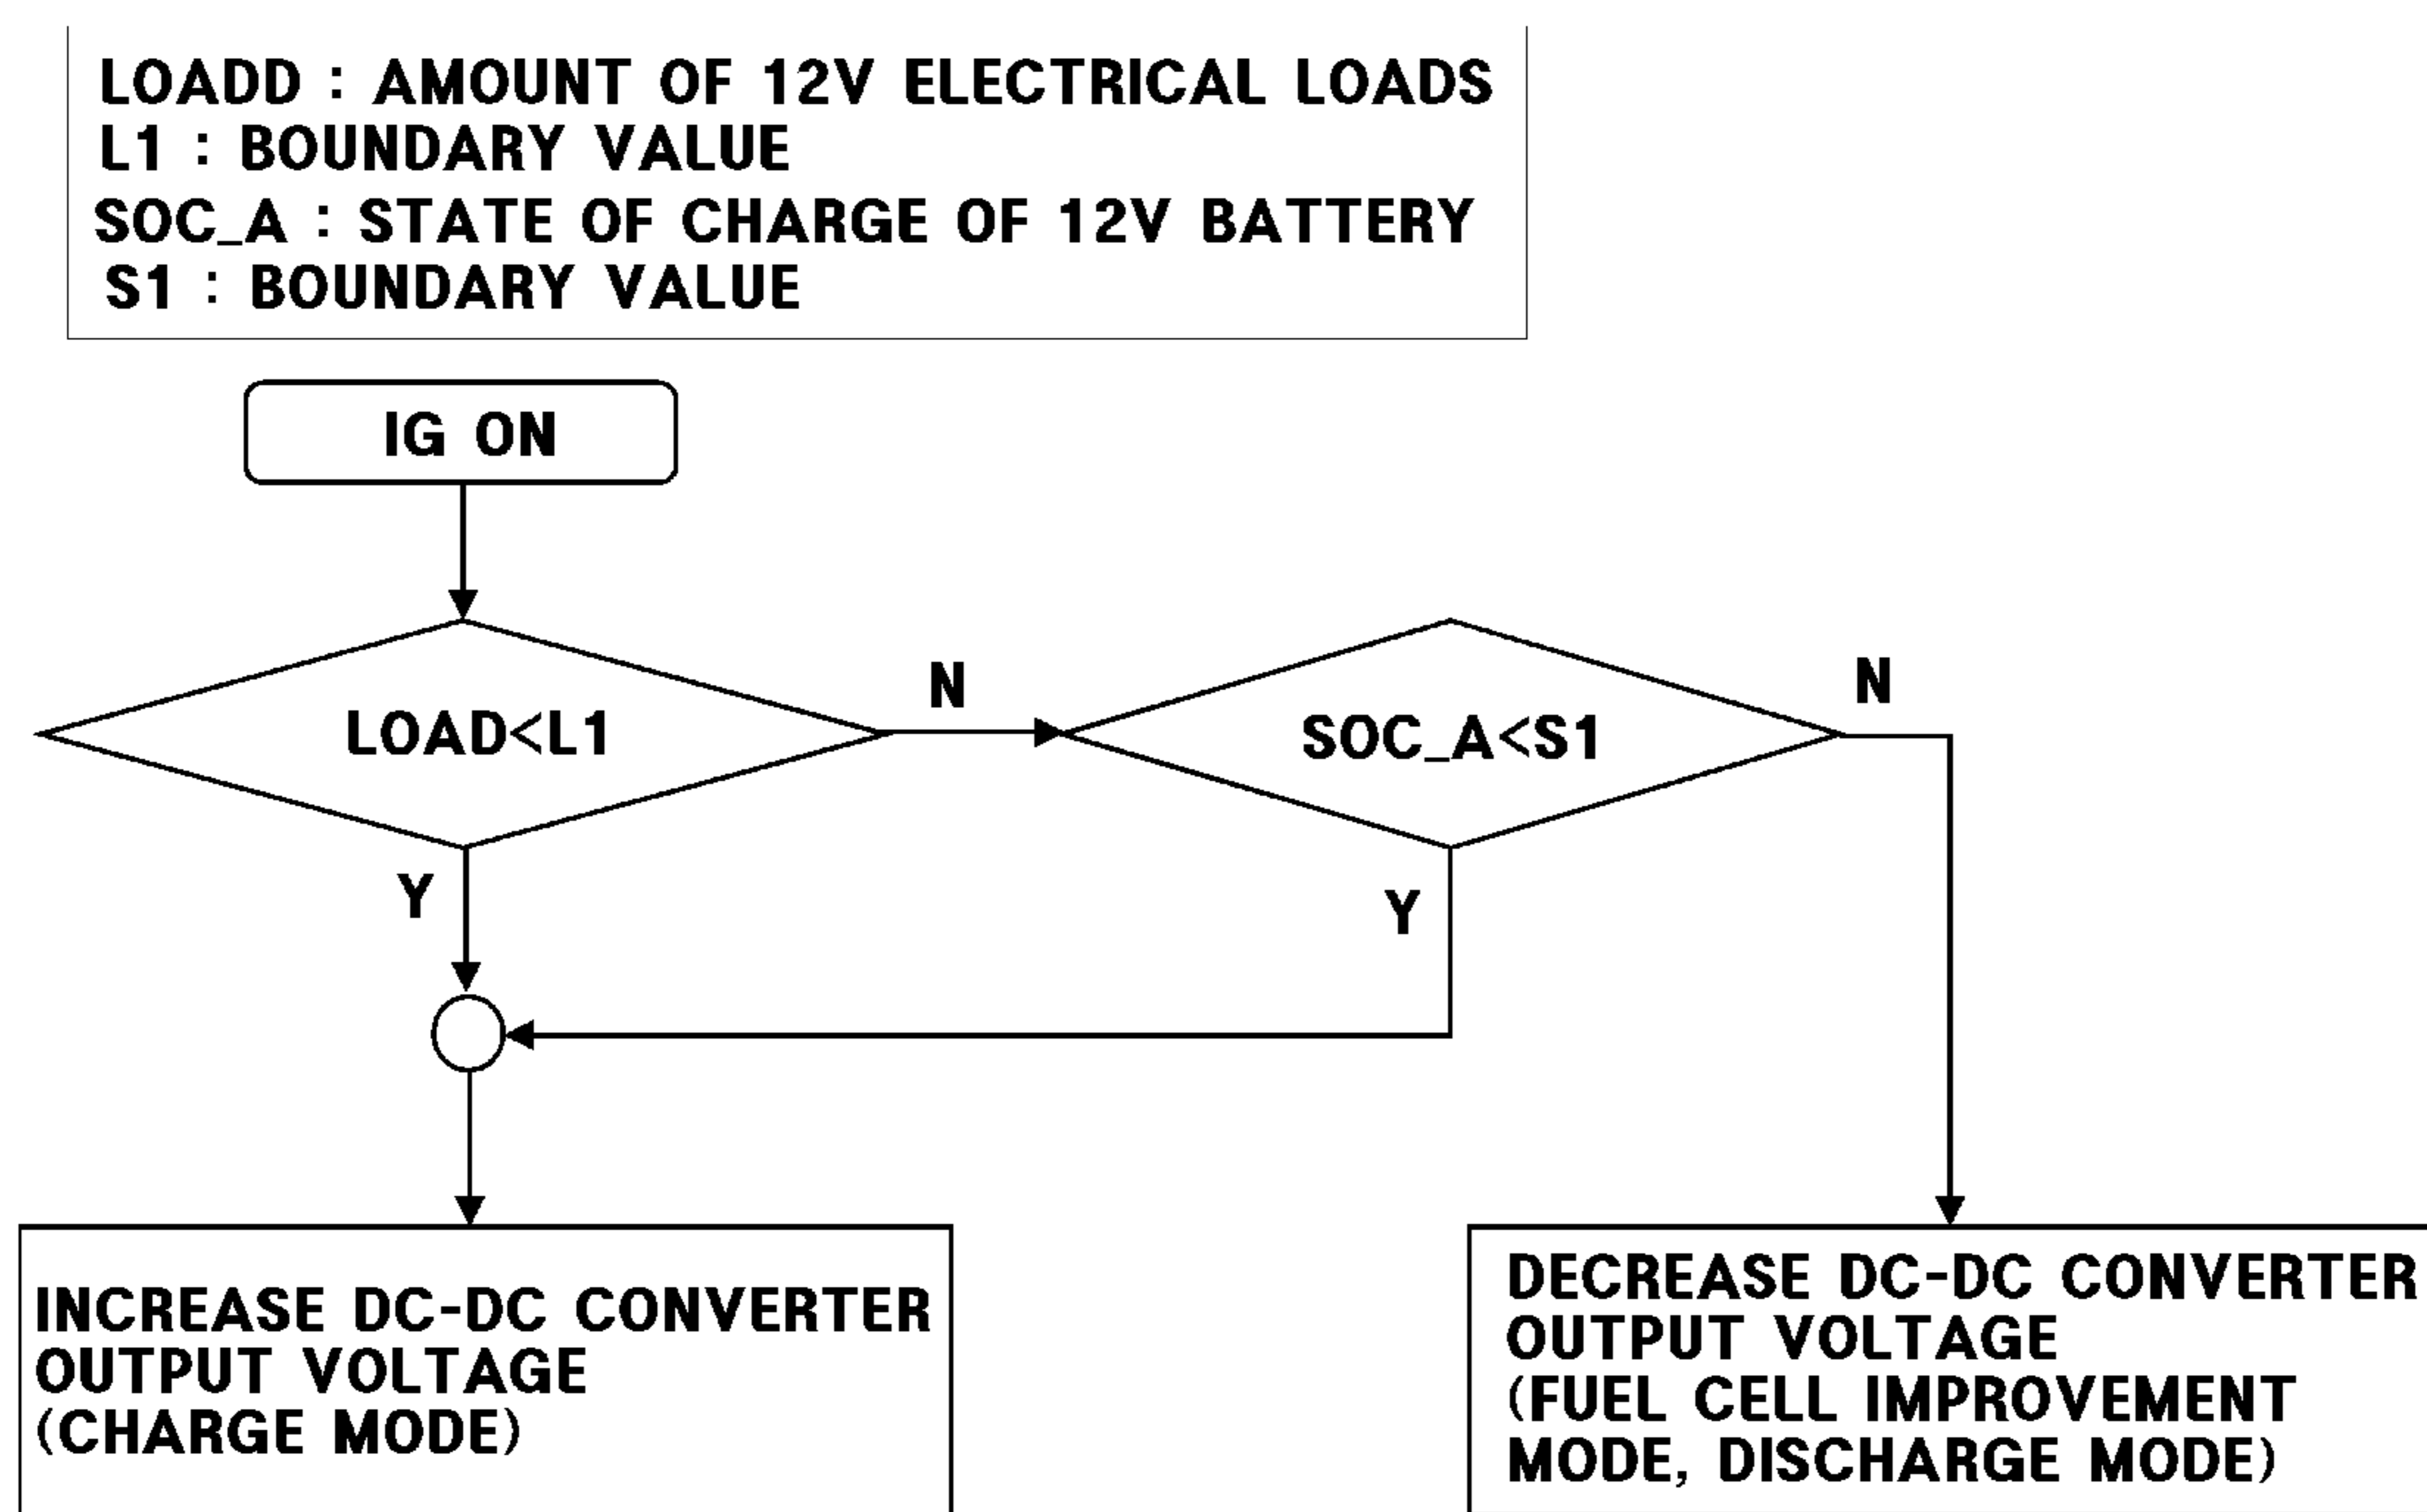 LOADD : AMOUNT OF 12V ELECTRICAL LOADS
L1 : BOUNDARY VALUE
SOC_A : STATE OF CHARGE OF 12V BATTERY
S1 : BOUNDARY VALUE
IG ON
LOAD<L1
N
SOC_A<S1
N
Y
Y
INCREASE DC-DC CONVERTER
OUTPUT VOLTAGE
(CHARGE MODE)
DECREASE DC-DC CONVERTER
OUTPUT VOLTAGE
(FUEL CELL IMPROVEMENT
MODE, DISCHARGE MODE)